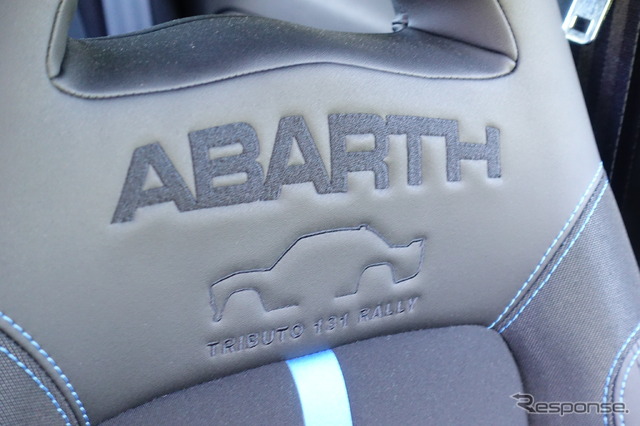 ABARTH
TRIBUTO 131 RALLY
Response.